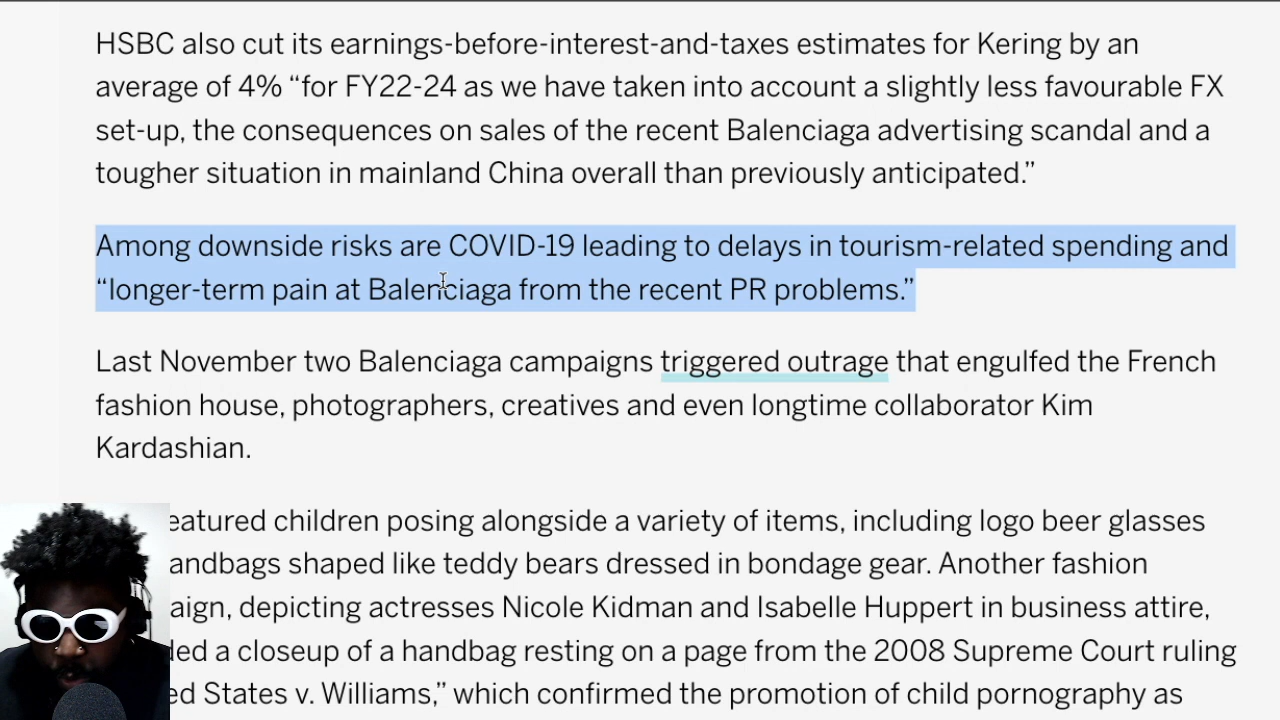 HSBC also cut its earnings-before-interest-and-taxes estimates for Kering by an
average of 4% “for FY22-24 as we have taken into account a slightly less favourable FX
set-up, the consequences on sales of the recent Balenciaga advertising scandal and a
tougher situation in mainland China overall than previously anticipated.”
Among downside risks are COVID-19 leading to delays in tourism-related spending and
“longer-term pain at Balenciaga from the recent PR problems.”
Last November two Balenciaga campaigns triggered outrage that engulfed the French
fashion house, photographers, creatives and even longtime collaborator Kim
Kardashian.
eatured children posing alongside a variety of items, including logo beer glasses
andbags shaped like teddy bears dressed in bondage gear. Another fashion
aign, depicting actresses Nicole Kidman and Isabelle Huppert in business attire,
ded a closeup of a handbag resting on a page from the 2008 Supreme Court ruling
ed States v. Williams,” which confirmed the promotion of child pornography as